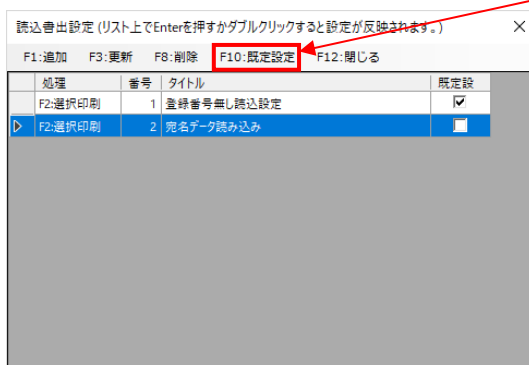 読込書出設定 (リスト上でEnterを押すかダブルクリックすると設定が反映されます。)
F1:追加 F3:更新 F8:削除 F10:既定設定 F12:閉じる
処理 番号 タイトル 既定設
F2:選択印刷 1 登録番号無し読込設定
F2:選択印刷 2 宛名データ読み込み